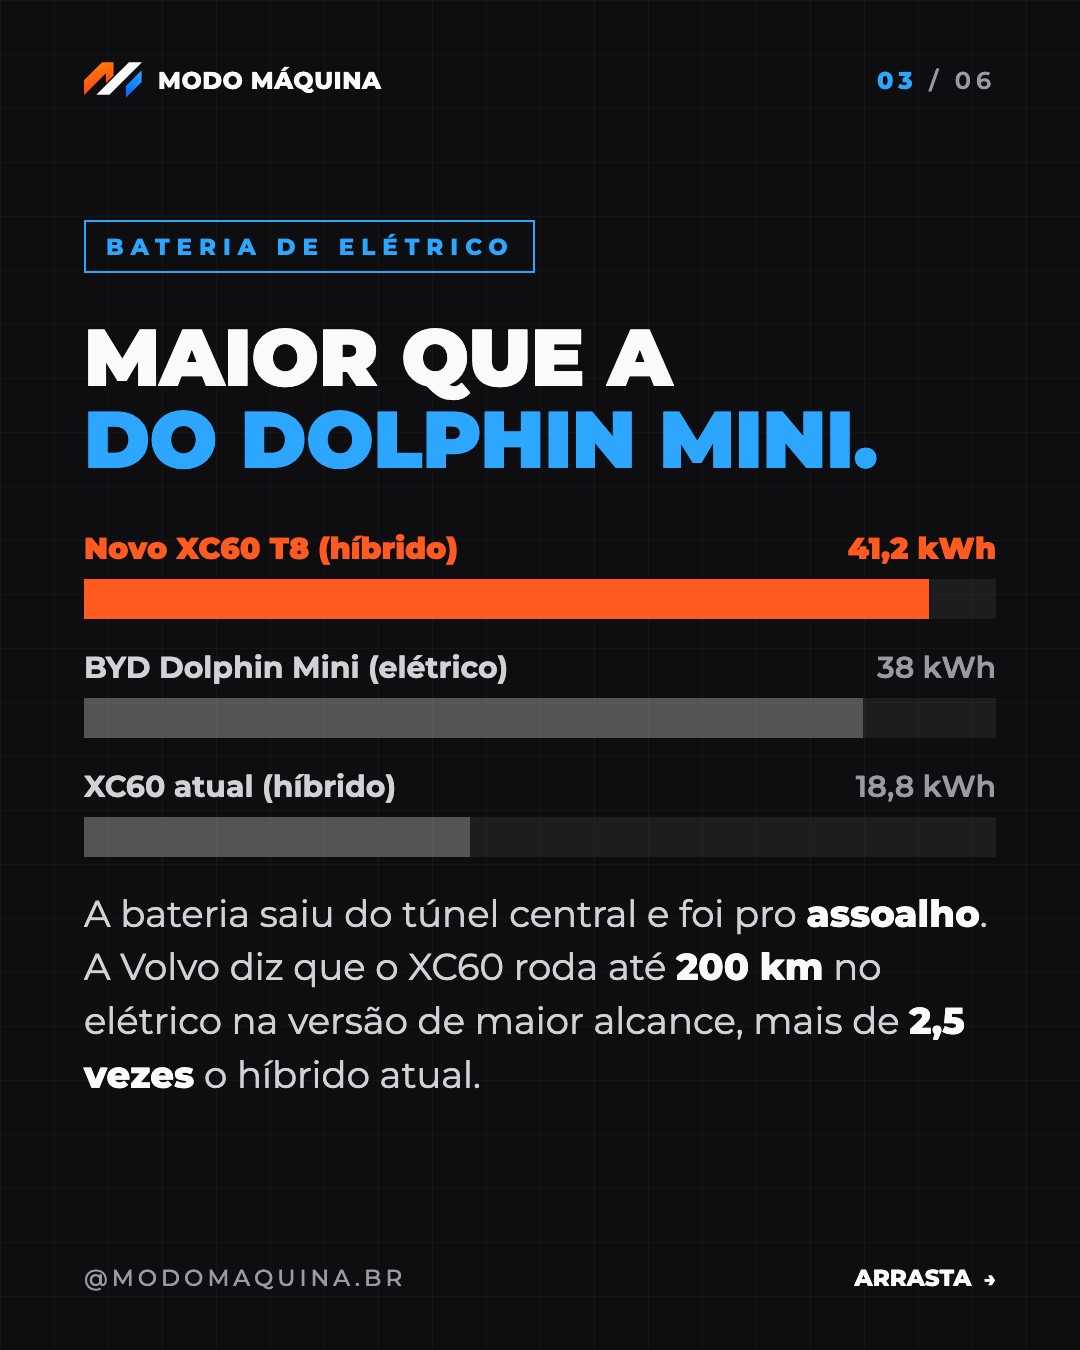 MODO MÁQUINA
03 / 06
BATERIA DE ELÉTRICO
MAIOR QUE A
DO DOLPHIN MINI.
Novo XC60 T8 (híbrido) 41,2 kWh
BYD Dolphin Mini (elétrico) 38 kWh
XC60 atual (híbrido) 18,8 kWh
A bateria saiu do túnel central e foi pro assoalho.
A Volvo diz que o XC60 roda até 200 km no
elétrico na versão de maior alcance, mais de 2,5
vezes o híbrido atual.
@MODOMAQUINA.BR
ARRASTA →